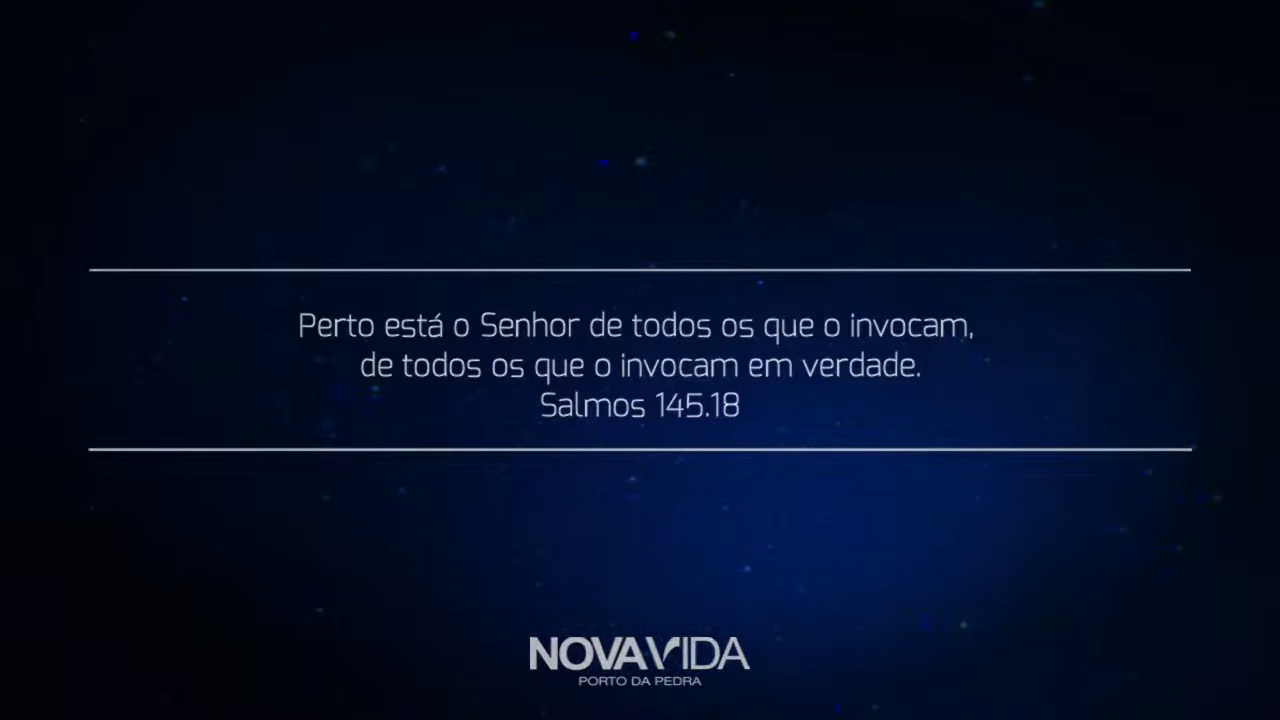 Perto está o Senhor de todos os que o invocam,
de todos os que o invocam em verdade.
Salmos 145.18
NOVAVIDA
PORTO DA PEDRA